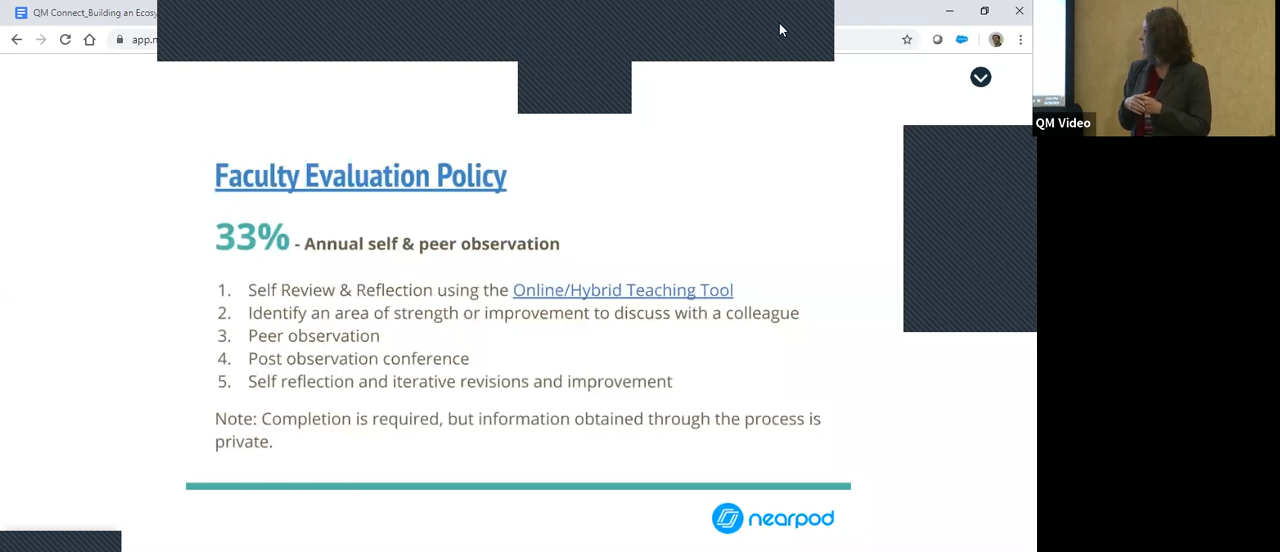 QM Connect_Building an Ecosy
app.n
QM Video
Faculty Evaluation Policy
33% - Annual self & peer observation
1. Self Review & Reflection using the Online/Hybrid Teaching Tool
2. Identify an area of strength or improvement to discuss with a colleague
3. Peer observation
4. Post observation conference
5. Self reflection and iterative revisions and improvement
Note: Completion is required, but information obtained through the process is
private.
nearpod